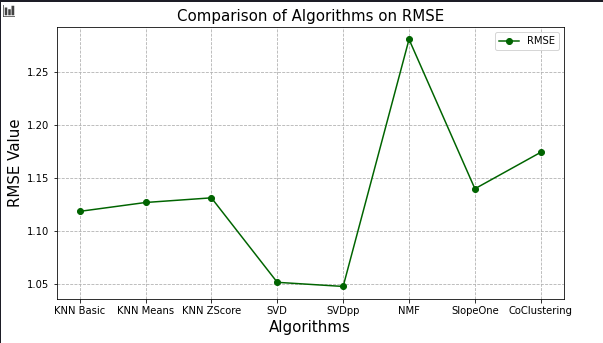 Comparison of Algorithms on RMSE
RMSE
RMSE Value
1.25
1.20
1.15
1.10
1.05
KNN Basic KNN Means KNN ZScore SVD SVDpp NMF SlopeOne CoClustering
Algorithms